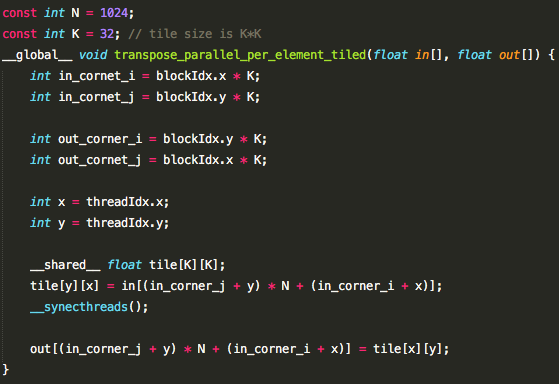 const int N = 1024;
const int K = 32; // tile size is K*K
__global__ void transpose_parallel_per_element_tiled(float in[], float out[]) {
int in_cornet_i = blockIdx.x * K;
int in_cornet_j = blockIdx.y * K;
int out_corner_i = blockIdx.y * K;
int out_cornet_j = blockIdx.x * K;
int x = threadIdx.x;
int y = threadIdx.y;
__shared__ float tile[K][K];
tile[y][x] = in[(in_corner_j + y) * N + (in_corner_i + x)];
__synecthreads();
out[(in_corner_j + y) * N + (in_corner_i + x)] = tile[x][y];
}